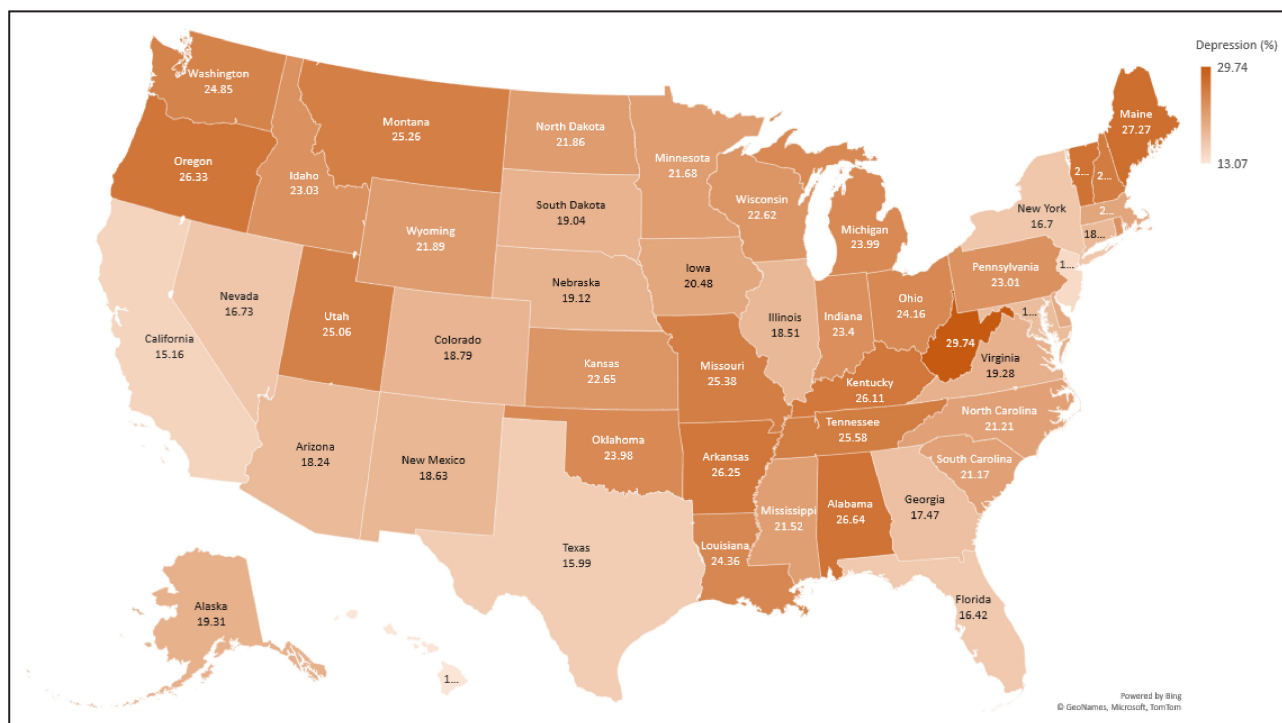 Depression (%)
29.74
13.07
Washington
24.85
Montana
25.26
North Dakota
21.86
Minnesota
21.68
Maine
27.27
Oregon
26.33
Idaho
23.03
Wyoming
21.89
South Dakota
19.04
Wisconsin
22.62
Michigan
23.99
2...
2...
2...
18...
New York
16.7
1...
Pennsylvania
23.01
Nevada
16.73
Utah
25.06
Nebraska
19.12
Iowa
20.48
Illinois
18.51
Indiana
23.4
Ohio
24.16
1...
29.74
Virginia
19.28
California
15.16
Colorado
18.79
Kansas
22.65
Missouri
25.38
Kentucky
26.11
North Carolina
21.21
Tennessee
25.58
South Carolina
21.17
Arizona
18.24
New Mexico
18.63
Oklahoma
23.98
Arkansas
26.25
Mississippi
21.52
Alabama
26.64
Georgia
17.47
Texas
15.99
Louisiana
24.36
Florida
16.42
Alaska
19.31
1...
Powered by Bing
© GeoNames, Microsoft, TomTom